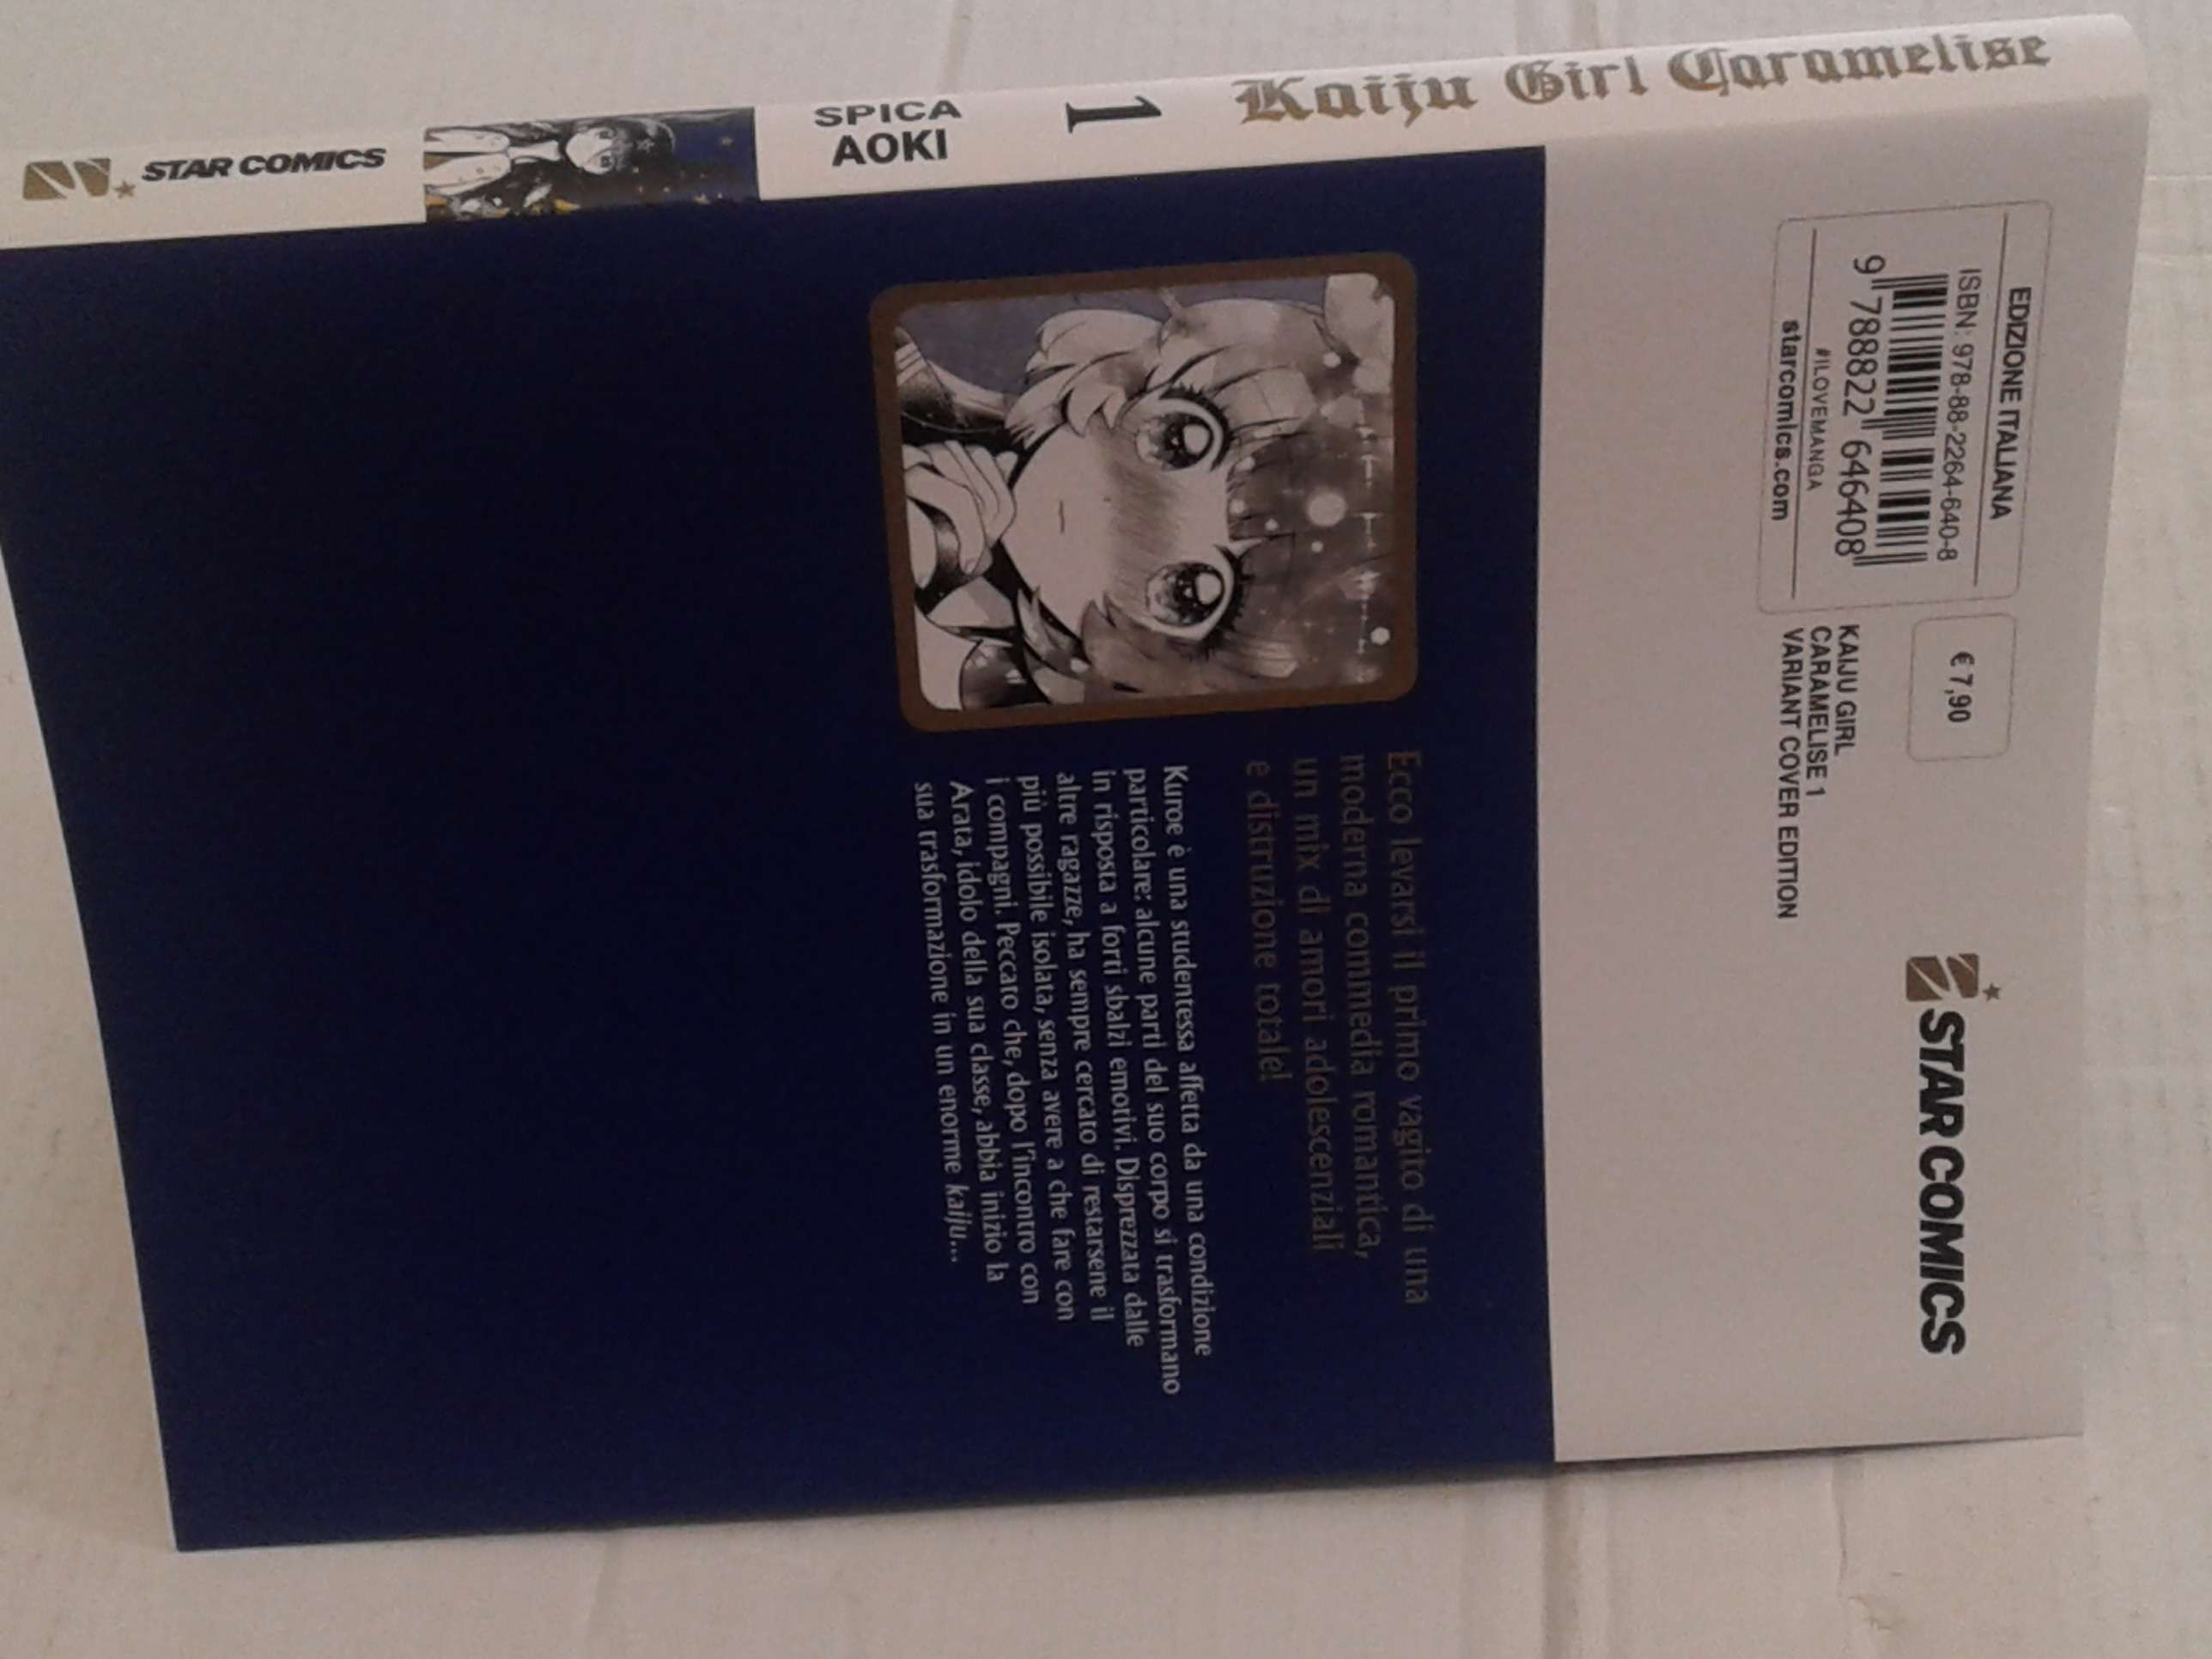 Kaiju Girl Caramelise
1
SPICA
AOKI
STAR COMICS
EDIZIONE ITALIANA
ISBN: 978-88-2264-640-8
9 788822 646408
#ILOVEMANGA
starcomics.com
€ 7,90
KAIJU GIRL
CARAMELISE 1
VARIANT COVER EDITION
STAR COMICS
Ecco levarsi il primo vagito di una
moderna commedia romantica,
un mix di amori adolescenziali
e distruzione totale!
Kuroe è una studentessa affetta da una condizione
particolare: alcune parti del suo corpo si trasformano
in risposta a forti sbalzi emotivi. Disprezzata dalle
altre ragazze, ha sempre cercato di restarsene il
più possibile isolata, senza avere a che fare con
i compagni. Peccato che, dopo l'incontro con
Arata, idolo della sua classe, abbia inizio la
sua trasformazione in un enorme kaiju...